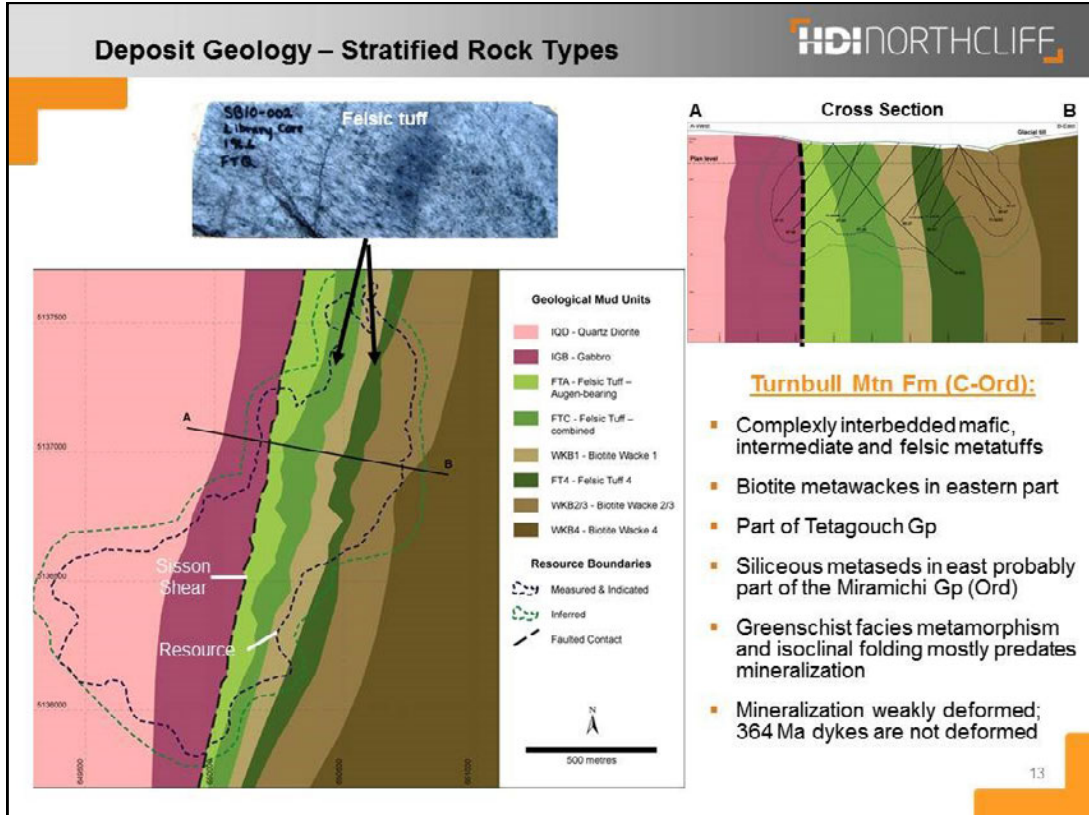 Deposit Geology – Stratified Rock Types
HDI NORTHCLIFF
SB10-002
Library Core
FTQ
Felsic tuff
A
Cross Section
B
Glacial till
Plan level
5137500
5137000
5136000
A
B
Sisson
Shear
Resource
500 metres
N
Geological Mud Units
IQD - Quartz Diorite
IGB - Gabbro
FTA - Felsic Tuff –
Augen-bearing
FTC - Felsic Tuff –
combined
WKB1 - Biotite Wacke 1
FT4 - Felsic Tuff 4
WKB2/3 - Biotite Wacke 2/3
WKB4 - Biotite Wacke 4
Resource Boundaries
Measured & Indicated
Inferred
Faulted Contact
Turnbull Mtn Fm (C-Ord):
Complexly interbedded mafic,
intermediate and felsic metatuffs
Biotite metawackes in eastern part
Part of Tetagouch Gp
Siliceous metaseds in east probably
part of the Miramichi Gp (Ord)
Greenschist facies metamorphism
and isoclinal folding mostly predates
mineralization
Mineralization weakly deformed;
364 Ma dykes are not deformed
13